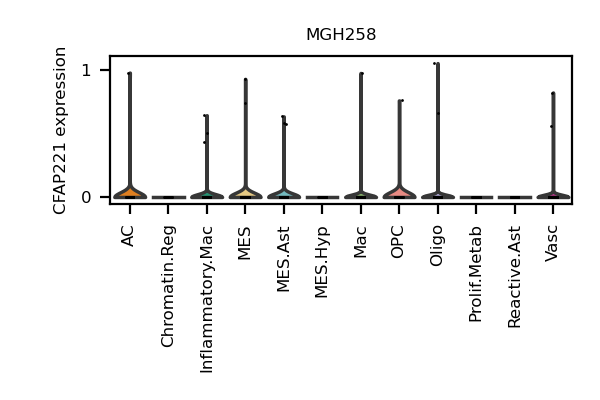 MGH258
CFAP221 expression
1
0
AC
Chromatin.Reg
Inflammatory.Mac
MES
MES.Ast
MES.Hyp
Mac
OPC
Oligo
Prolif.Metab
Reactive.Ast
Vasc